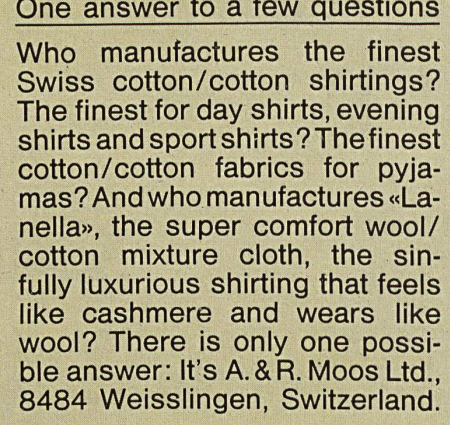 One answer to a few questions
Who manufactures the finest
Swiss cotton/cotton shirtings?
The finest for day shirts, evening
shirts and sport shirts? The finest
cotton/cotton fabrics for pyja-
mas? And who manufactures «La-
nella», the super comfort wool/
cotton mixture cloth, the sin-
fully luxurious shirting that feels
like cashmere and wears like
wool? There is only one possi-
ble answer: It's A. & R. Moos Ltd.,
8484 Weisslingen, Switzerland.